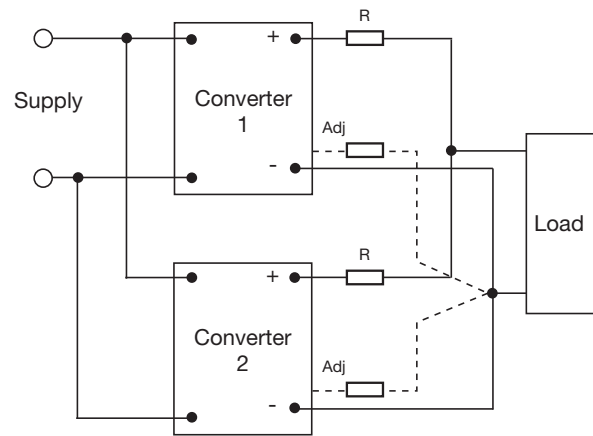 R
+
Supply
Converter
1
Adj
-
Load
R
+
Converter
2
Adj
-